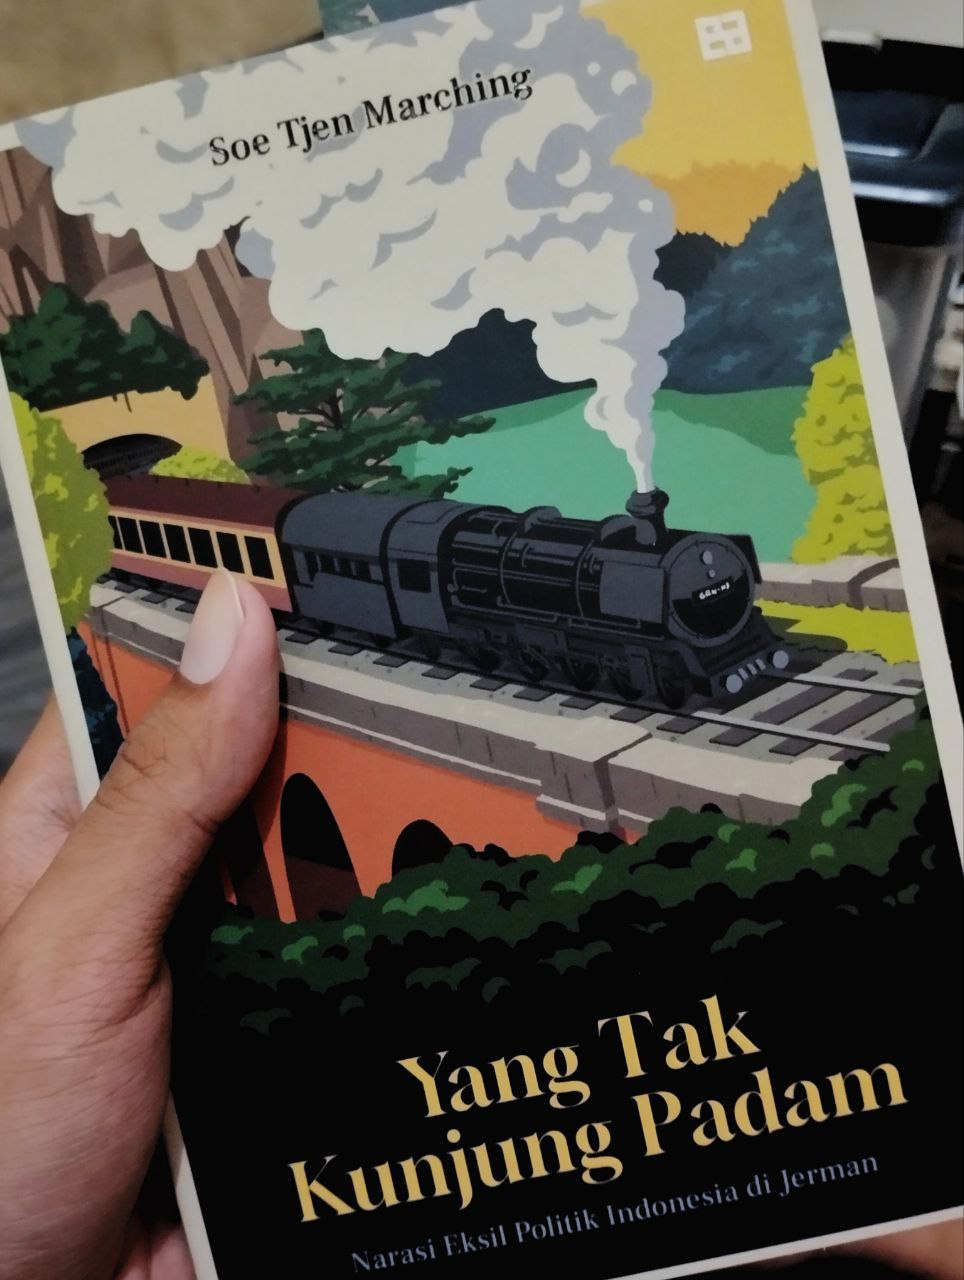 Soe Tjen Marching
Yang Tak
Kunjung Padam
Narasi Eksil Politik Indonesia di Jerman